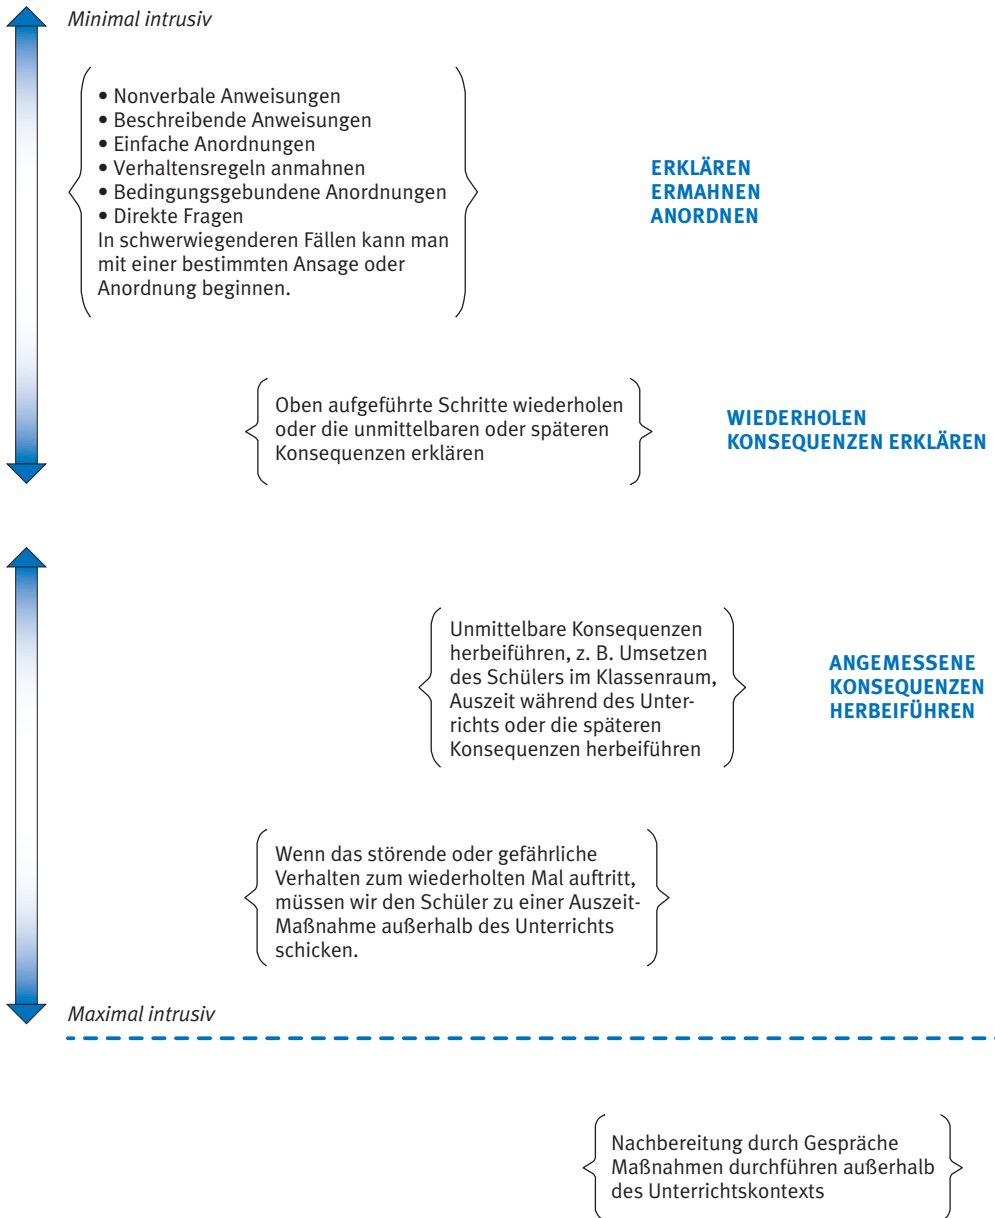 Minimal intrusiv
• Nonverbale Anweisungen
• Beschreibende Anweisungen
• Einfache Anordnungen
• Verhaltensregeln anmahnen
• Bedingungsgebundene Anordnungen
• Direkte Fragen
In schwerwiegenderen Fällen kann man
mit einer bestimmten Ansage oder
Anordnung beginnen.
ERKLÄREN
ERMAHNEN
ANORDNEN
Oben aufgeführte Schritte wiederholen
oder die unmittelbaren oder späteren
Konsequenzen erklären
WIEDERHOLEN
KONSEQUENZEN ERKLÄREN
Unmittelbare Konsequenzen
herbeiführen, z. B. Umsetzen
des Schülers im Klassenraum,
Auszeit während des Unter-
richts oder die späteren
Konsequenzen herbeiführen
ANGEMESSENE
KONSEQUENZEN
HERBEIFÜHREN
Wenn das störende oder gefährliche
Verhalten zum wiederholten Mal auftritt,
müssen wir den Schüler zu einer Auszeit-
Maßnahme außerhalb des Unterrichts
schicken.
Maximal intrusiv
Nachbereitung durch Gespräche
Maßnahmen durchführen außerhalb
des Unterrichtskontexts